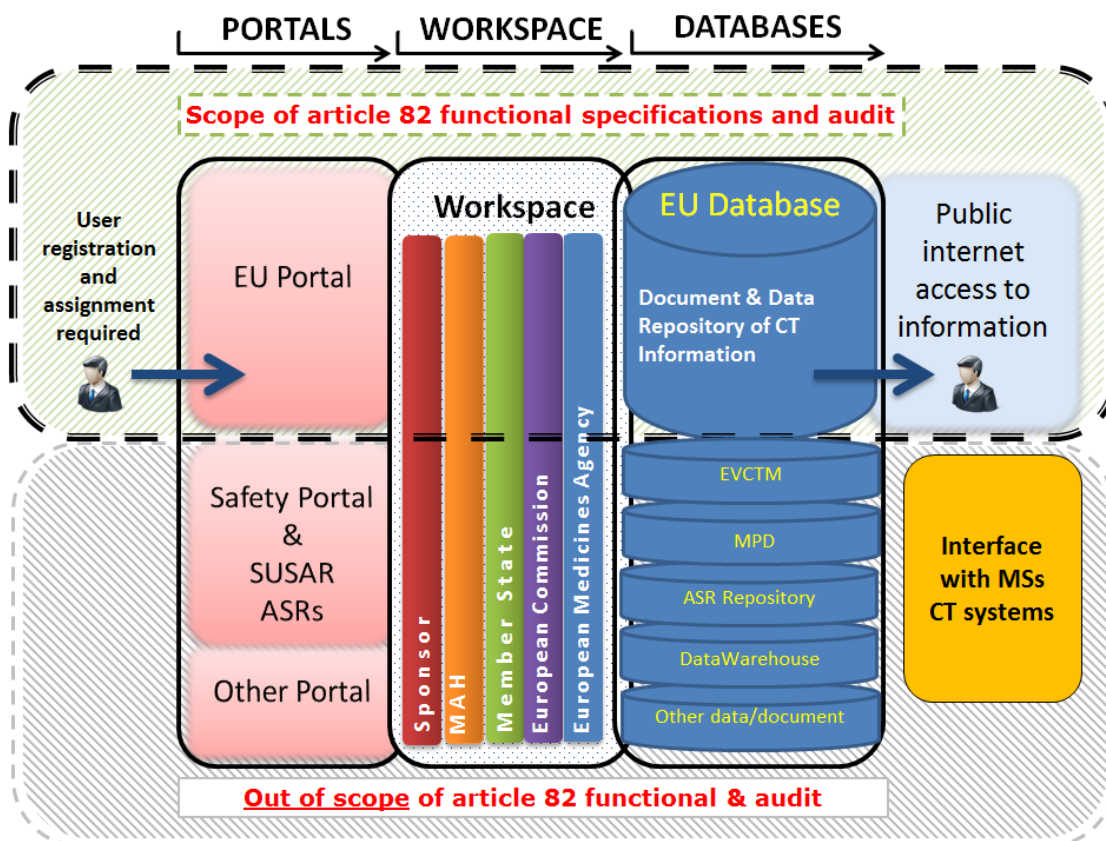 PORTALS
WORKSPACE
DATABASES
Scope of article 82 functional specifications and audit
User
registration
and
assignment
required
EU Portal
Safety Portal
&
SUSAR
ASRs
Other Portal
Workspace
Sponsor
MAH
Member State
European Commission
European Medicines Agency
EU Database
Document & Data
Repository of CT
Information
EVCTM
MPD
ASR Repository
DataWarehouse
Other data/document
Public
internet
access to
information
Interface
with MSs
CT systems
Out of scope of article 82 functional & audit